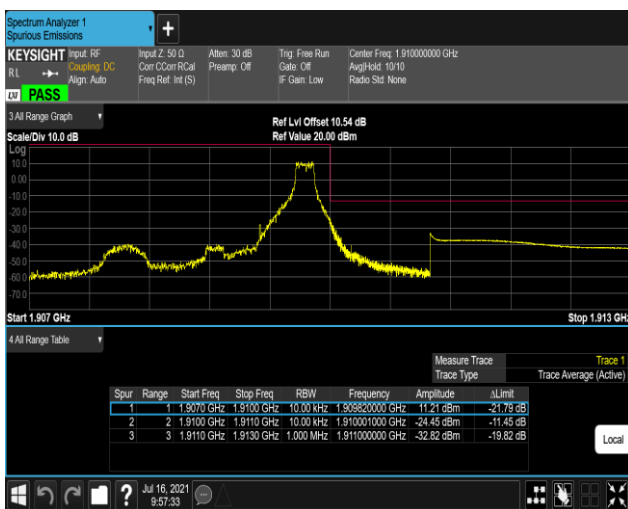 Spectrum Analyzer 1
Spurious Emissions
+
KEYSIGHT
RL
LXI PASS
Input: RF
Coupling: DC
Align: Auto
Input Z: 50 Ω
Corr CCorr RCal
Freq Ref: Int (S)
Atten: 30 dB
Preamp: Off
Trig: Free Run
Gate: Off
IF Gain: Low
Center Freq: 1.910000000 GHz
Avg|Hold: 10/10
Radio Std: None
3 All Range Graph
Scale/Div 10.0 dB
Ref Lvl Offset 10.54 dB
Ref Value 20.00 dBm
Log
10.0
0.00
-10.0
-20.0
-30.0
-40.0
-50.0
-60.0
-70.0
Start 1.907 GHz
Stop 1.913 GHz
4 All Range Table
Measure Trace Trace 1
Trace Type Trace Average (Active)
Spur Range Start Freq Stop Freq RBW Frequency Amplitude ΔLimit
1 1 1.9070 GHz 1.9100 GHz 10.00 kHz 1.909820000 GHz 11.21 dBm -21.79 dB
2 2 1.9100 GHz 1.9110 GHz 10.00 kHz 1.910001000 GHz -24.45 dBm -11.45 dB
3 3 1.9110 GHz 1.9130 GHz 1.000 MHz 1.911000000 GHz -32.82 dBm -19.82 dB
Local
?
Jul 16, 2021
9:57:33